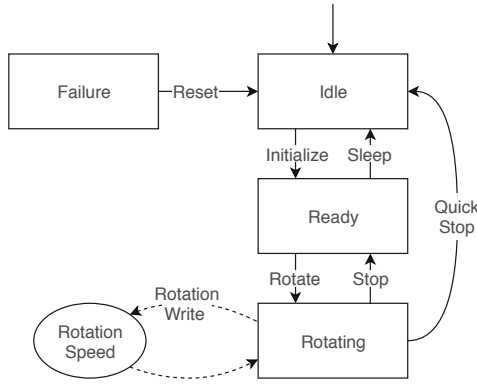 Failure
Reset
Idle
Initialize
Sleep
Ready
Quick
Stop
Rotate
Stop
Rotation
Write
Rotation
Speed
Rotating